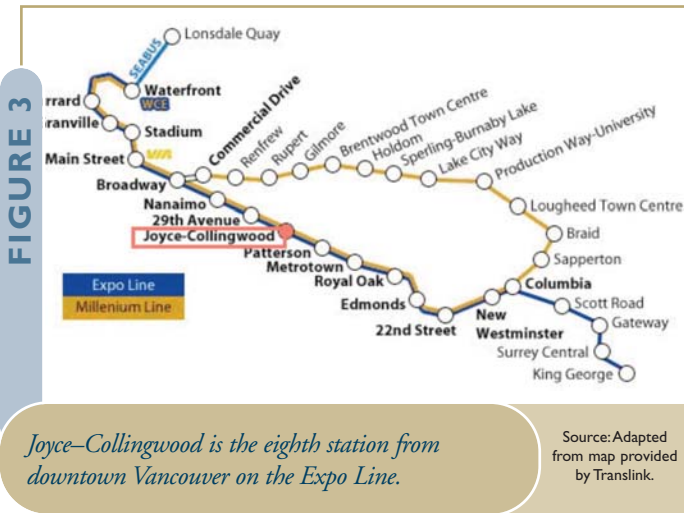 FIGURE 3
Lonsdale Quay
SEABUS
Waterfront
WCE
rrard
ranville
Stadium
Main Street
VIA
Broadway
Commercial Drive
Renfrew
Rupert
Gilmore
Brentwood Town Centre
Holdom
Sperling-Burnaby Lake
Lake City Way
Production Way-University
Lougheed Town Centre
Braid
Sapperton
Columbia
Nanaimo
29th Avenue
Joyce-Collingwood
Patterson
Metrotown
Royal Oak
Edmonds
22nd Street
New
Westminster
Scott Road
Gateway
Surrey Central
King George
Expo Line
Millenium Line
Joyce–Collingwood is the eighth station from
downtown Vancouver on the Expo Line.
Source: Adapted
from map provided
by Translink.